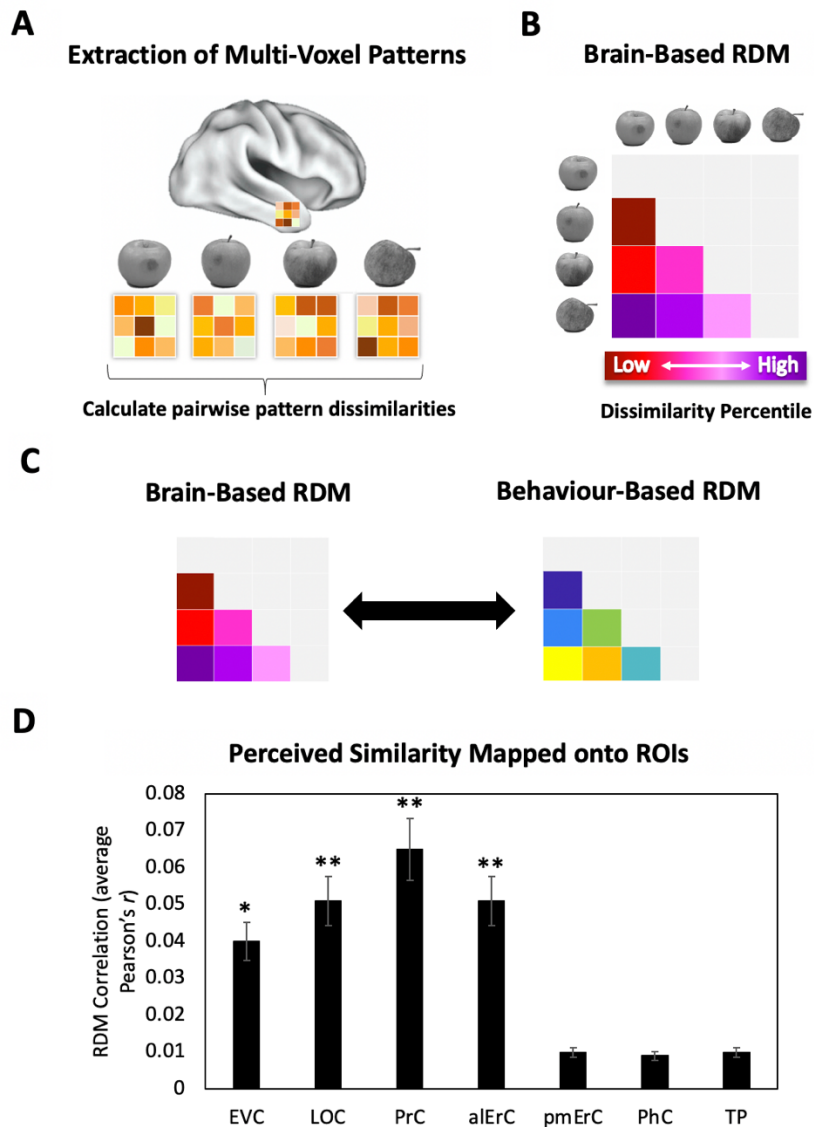 A
Extraction of Multi-Voxel Patterns
Calculate pairwise pattern dissimilarities
B
Brain-Based RDM
Low
High
Dissimilarity Percentile
C
Brain-Based RDM
Behaviour-Based RDM
D
Perceived Similarity Mapped onto ROIs
RDM Correlation (average
Pearson's r)
0.08
0.07
0.06
0.05
0.04
0.03
0.02
0.01
0
*
**
**
**
EVC
LOC
PrC
alErC
pmErC
PhC
TP